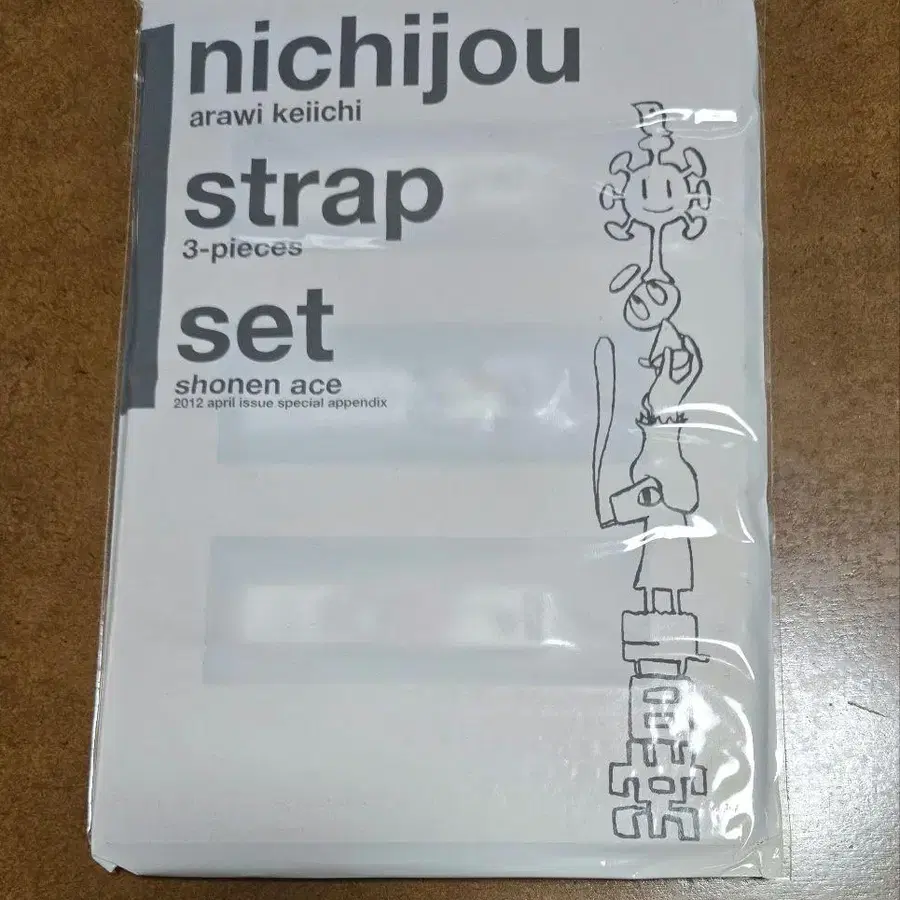 nichijou
arawi keiichi
strap
3-pieces
set
shonen ace
2012 april issue special appendix